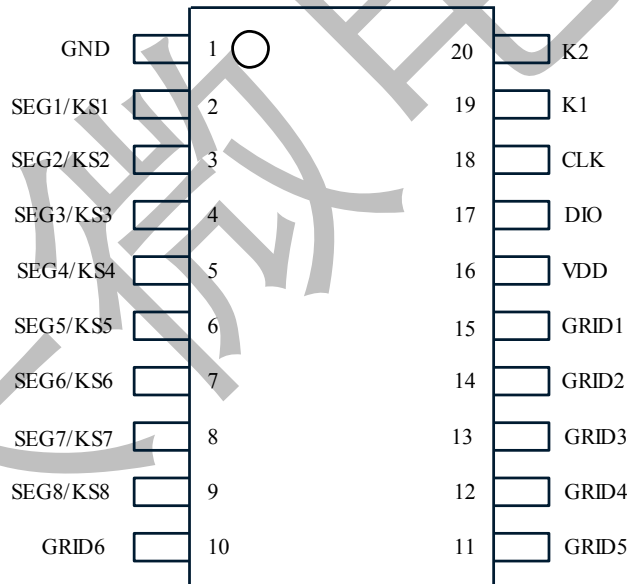 GND 1 20 K2
SEG1/KS1 2 19 K1
SEG2/KS2 3 18 CLK
SEG3/KS3 4 17 DIO
SEG4/KS4 5 16 VDD
SEG5/KS5 6 15 GRID1
SEG6/KS6 7 14 GRID2
SEG7/KS7 8 13 GRID3
SEG8/KS8 9 12 GRID4
GRID6 10 11 GRID5
微